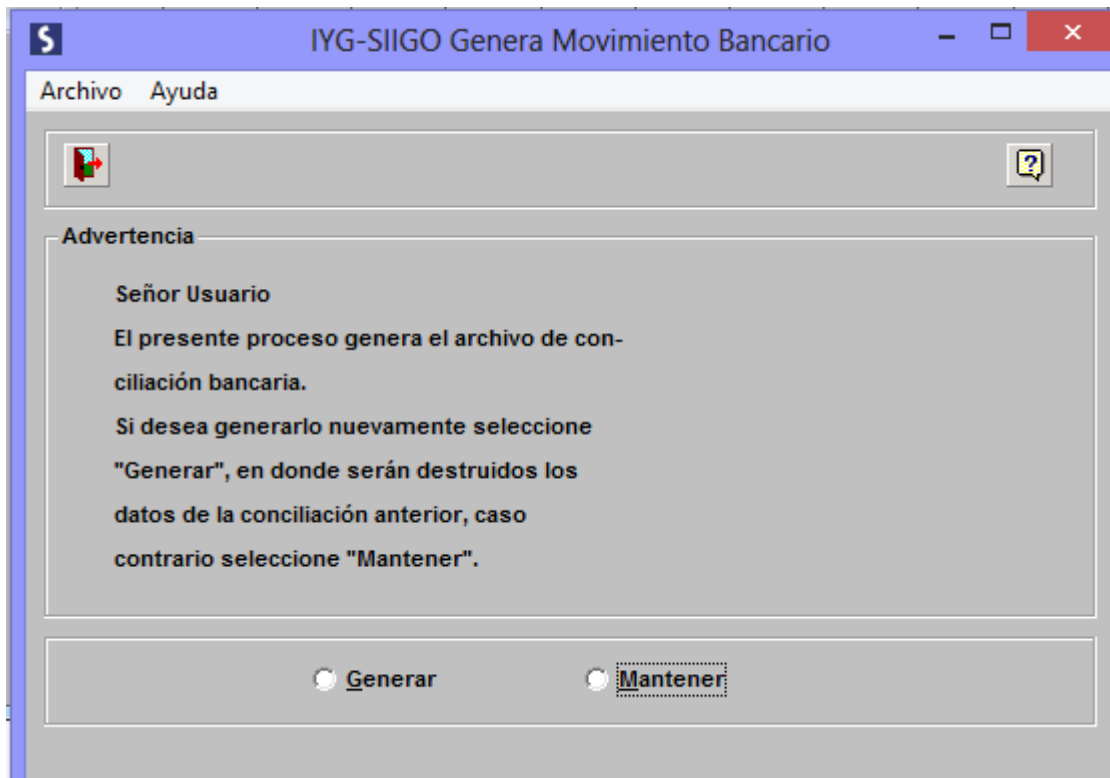 S
IYG-SIIGO Genera Movimiento Bancario
Archivo Ayuda
?
Advertencia
Señor Usuario
El presente proceso genera el archivo de con-
ciliación bancaria.
Si desea generarlo nuevamente seleccione
"Generar", en donde serán destruidos los
datos de la conciliación anterior, caso
contrario seleccione "Mantener".
Generar Mantener